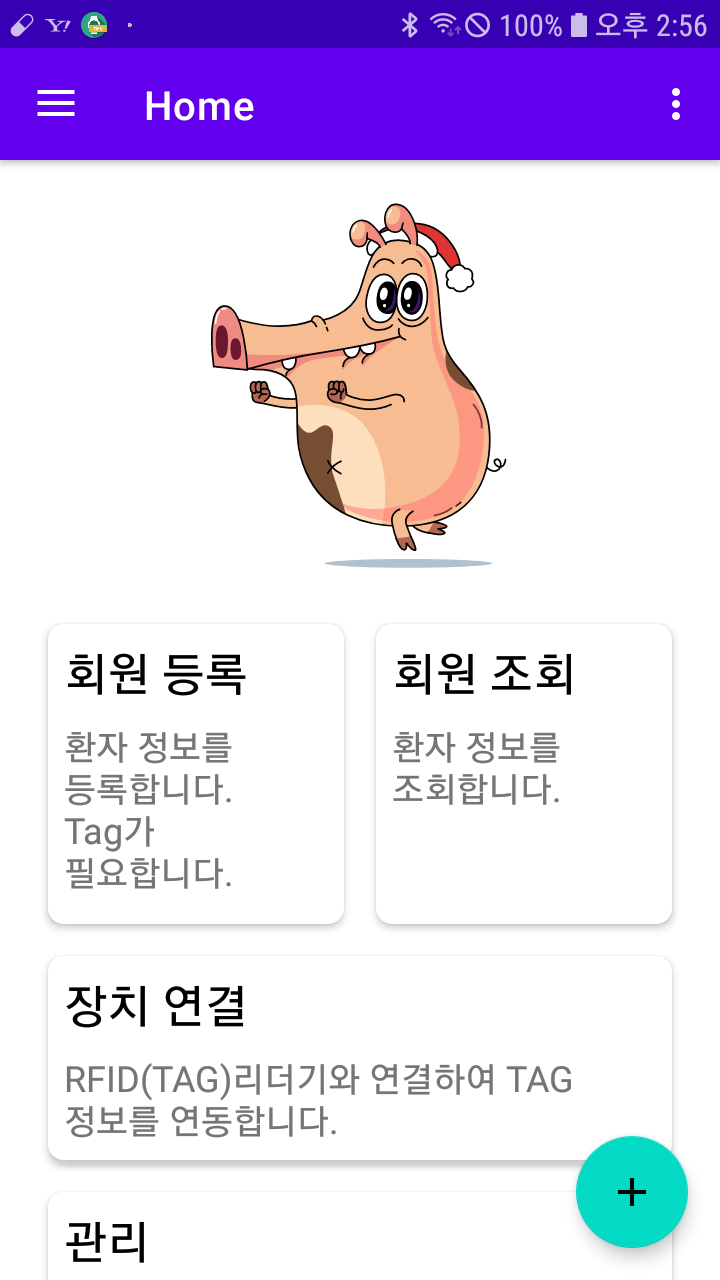 100% 오후 2:56
Home
회원 등록
환자 정보를
등록합니다.
Tag가
필요합니다.
회원 조회
환자 정보를
조회합니다.
장치 연결
RFID(TAG)리더기와 연결하여 TAG
정보를 연동합니다.
관리